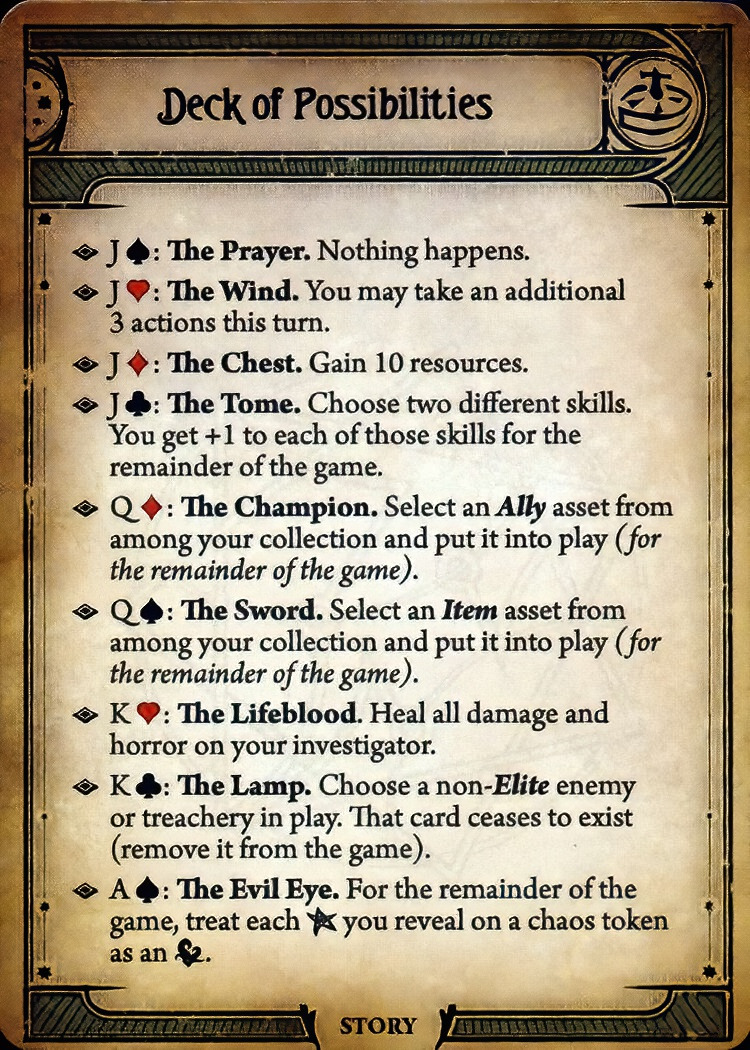 Deck of Possibilities
J ♠: The Prayer. Nothing happens.
J ♥: The Wind. You may take an additional
3 actions this turn.
J ♦: The Chest. Gain 10 resources.
J ♣: The Tome. Choose two different skills.
You get +1 to each of those skills for the
remainder of the game.
Q ♦: The Champion. Select an Ally asset from
among your collection and put it into play (for
the remainder of the game).
Q ♠: The Sword. Select an Item asset from
among your collection and put it into play (for
the remainder of the game).
K ♥: The Lifeblood. Heal all damage and
horror on your investigator.
K ♣: The Lamp. Choose a non-Elite enemy
or treachery in play. That card ceases to exist
(remove it from the game).
A ♠: The Evil Eye. For the remainder of the
game, treat each you reveal on a chaos token
as an .
STORY